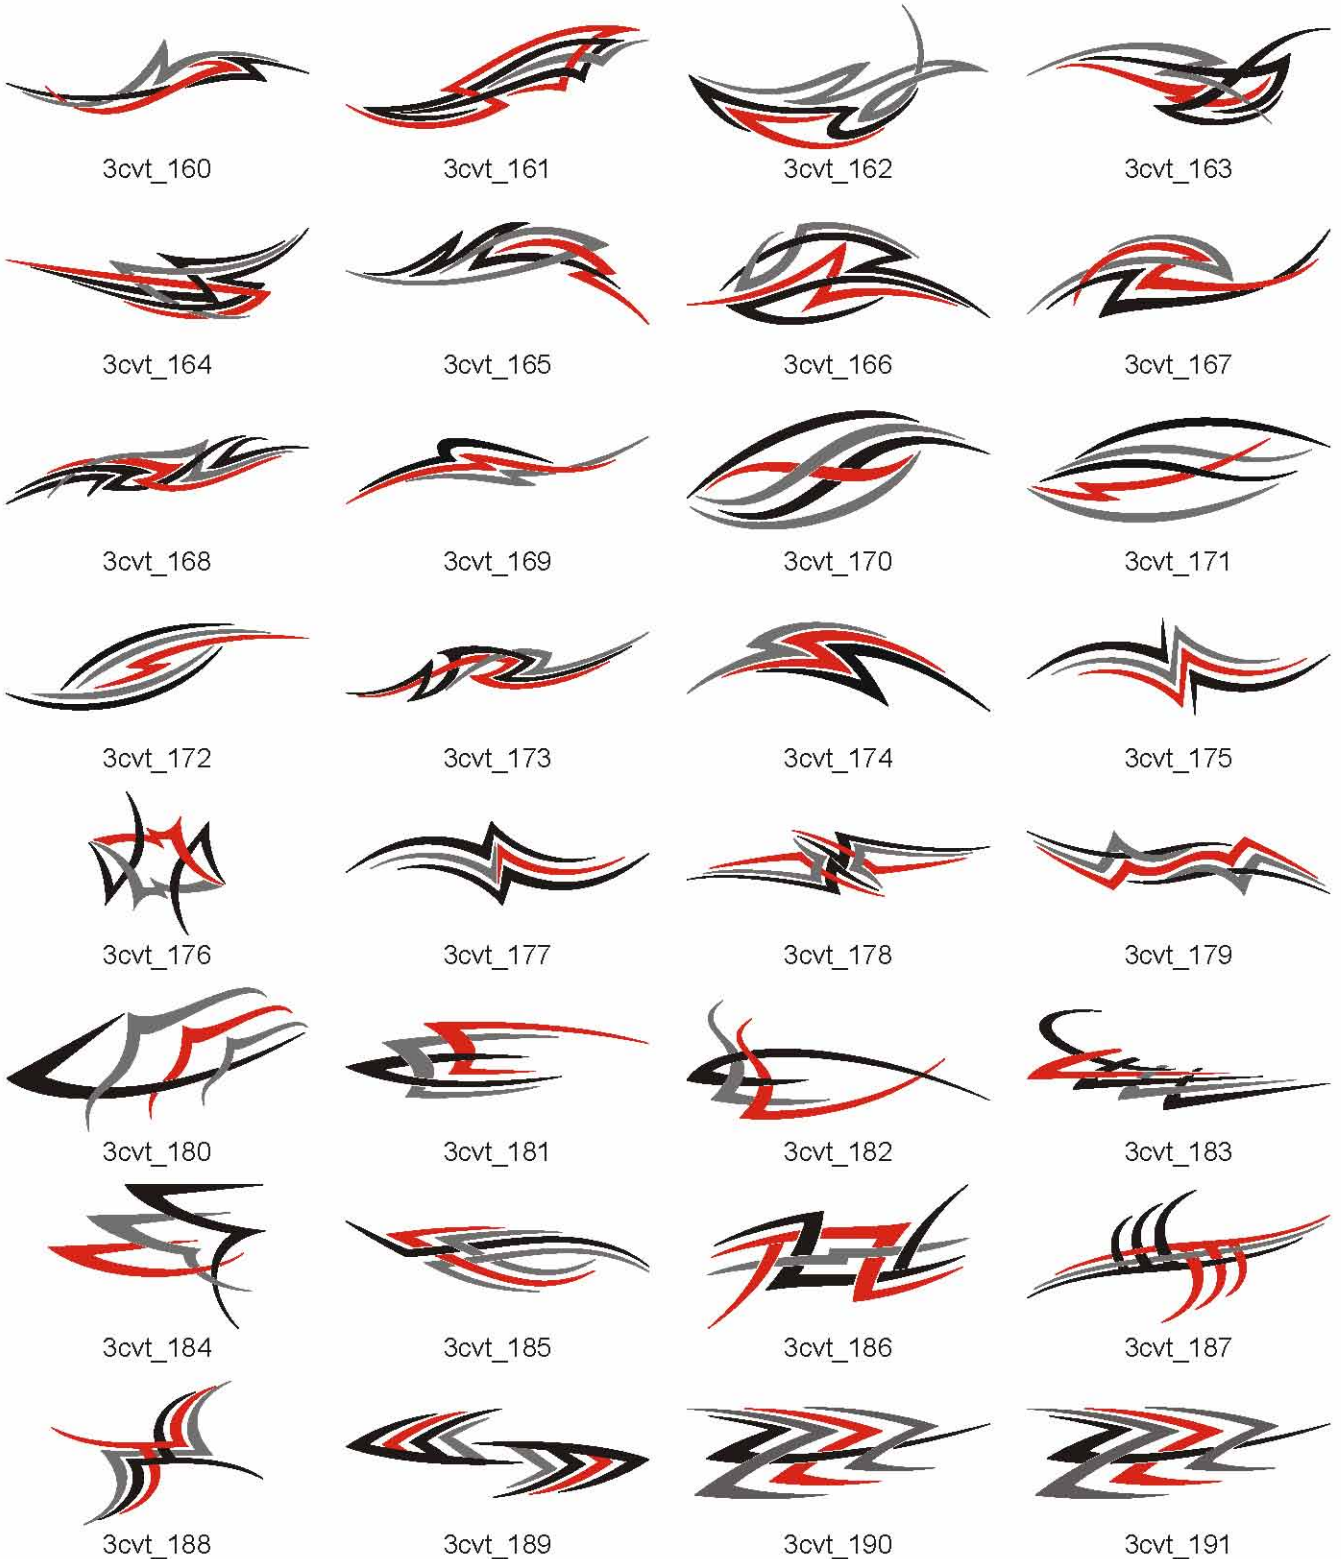 3cvt_160 3cvt_161 3cvt_162 3cvt_163
3cvt_164 3cvt_165 3cvt_166 3cvt_167
3cvt_168 3cvt_169 3cvt_170 3cvt_171
3cvt_172 3cvt_173 3cvt_174 3cvt_175
3cvt_176 3cvt_177 3cvt_178 3cvt_179
3cvt_180 3cvt_181 3cvt_182 3cvt_183
3cvt_184 3cvt_185 3cvt_186 3cvt_187
3cvt_188 3cvt_189 3cvt_190 3cvt_191